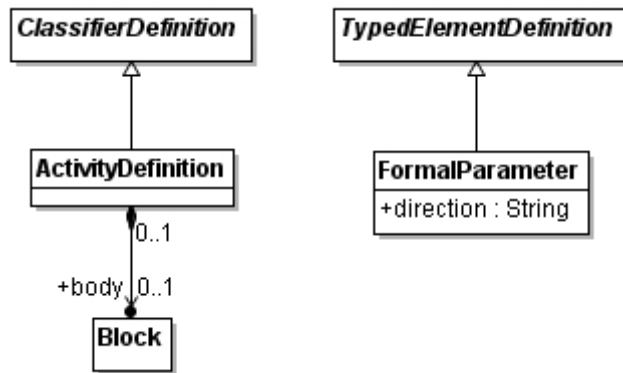 ClassifierDefinition
TypedElementDefinition
ActivityDefinition
FormalParameter
+direction : String
0..1
+body 0..1
Block